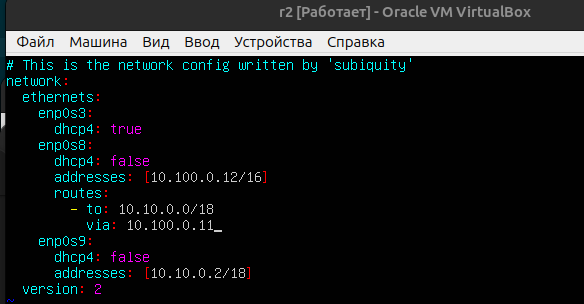 r2 [Работает] - Oracle VM VirtualBox
Файл Машина Вид Ввод Устройства Справка
# This is the network config written by 'subiquity'
network:
  ethernets:
    enp0s3:
      dhcp4: true
    enp0s8:
      dhcp4: false
      addresses: [10.100.0.12/16]
      routes:
        - to: 10.10.0.0/18
          via: 10.100.0.11_
    enp0s9:
      dhcp4: false
      addresses: [10.10.0.2/18]
  version: 2